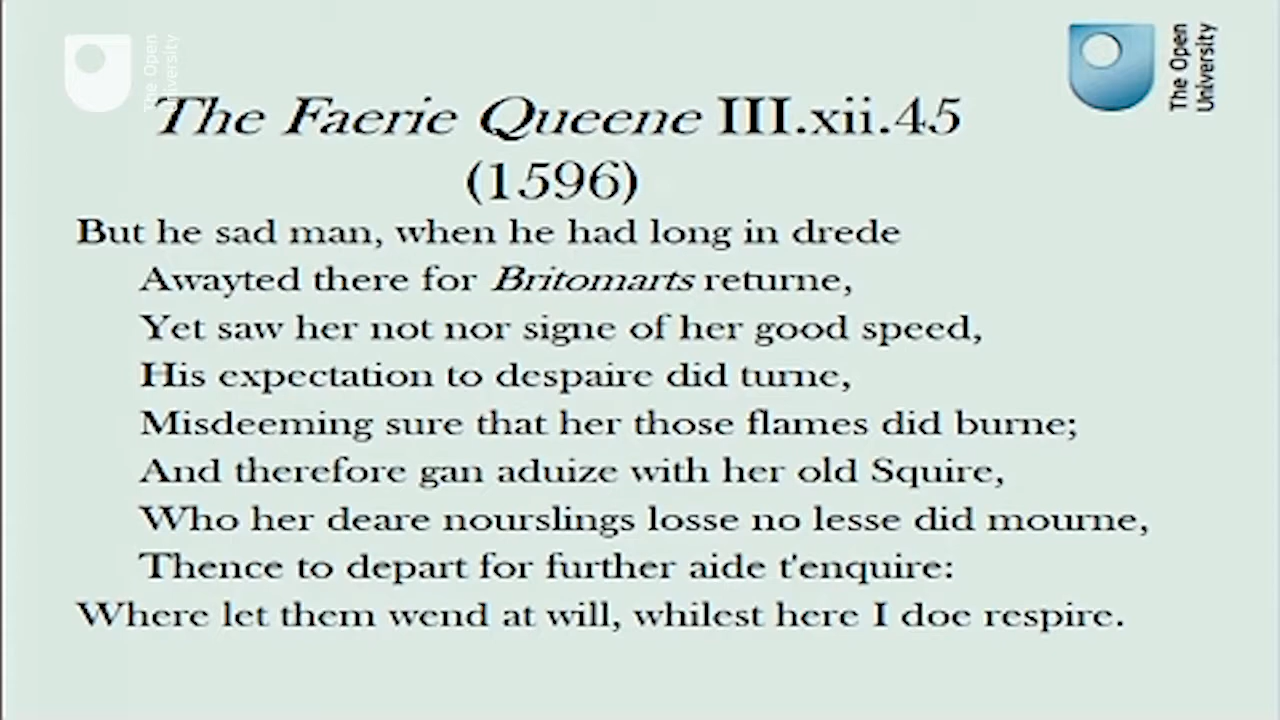 The Open
University
The Open
University
The Faerie Queene III.xii.45
(1596)
But he sad man, when he had long in drede
Awayted there for Britomarts returne,
Yet saw her not nor signe of her good speed,
His expectation to despaire did turne,
Misdeeming sure that her those flames did burne;
And therefore gan aduize with her old Squire,
Who her deare nourslings losse no lesse did mourne,
Thence to depart for further aide t'enquire:
Where let them wend at will, whilest here I doe respire.